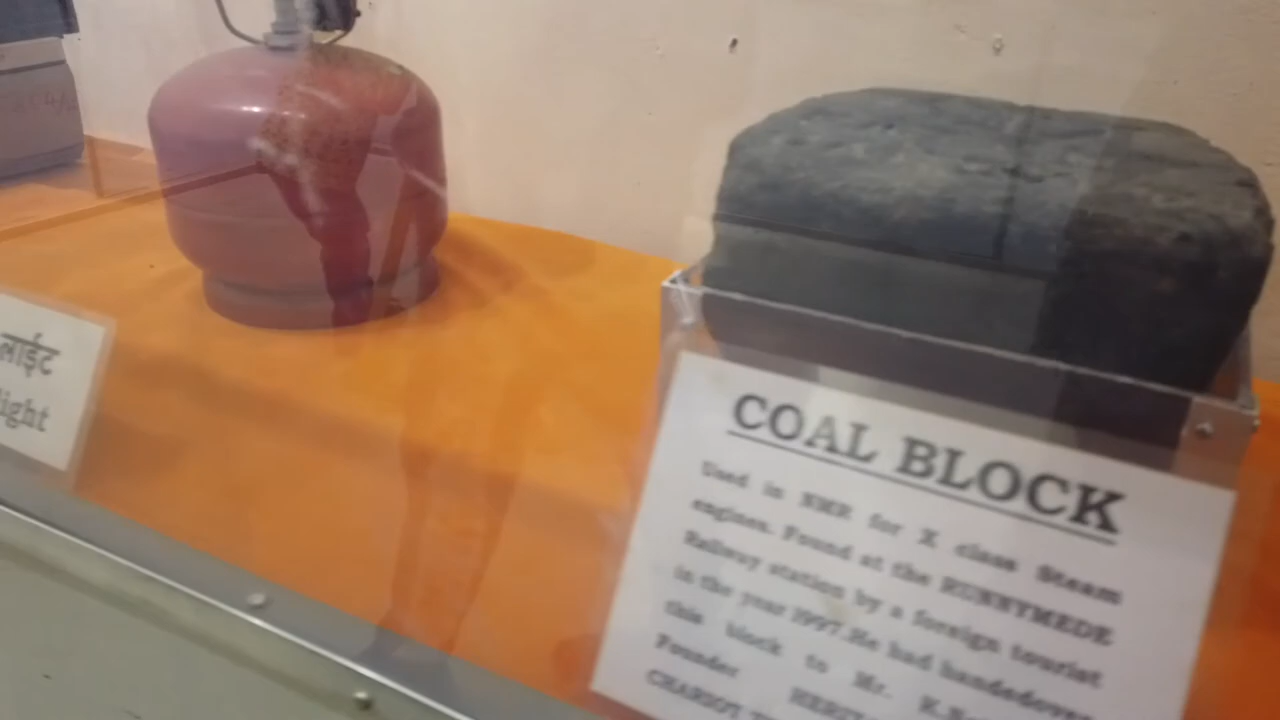 लाईट
light
COAL BLOCK
Used in NMR for X class Steam
engines. Found at the RUNNYMEDE
Railway station by a foreign tourist
in the year 1997.He had handedover
this block to Mr.
Founder
CHARIOT